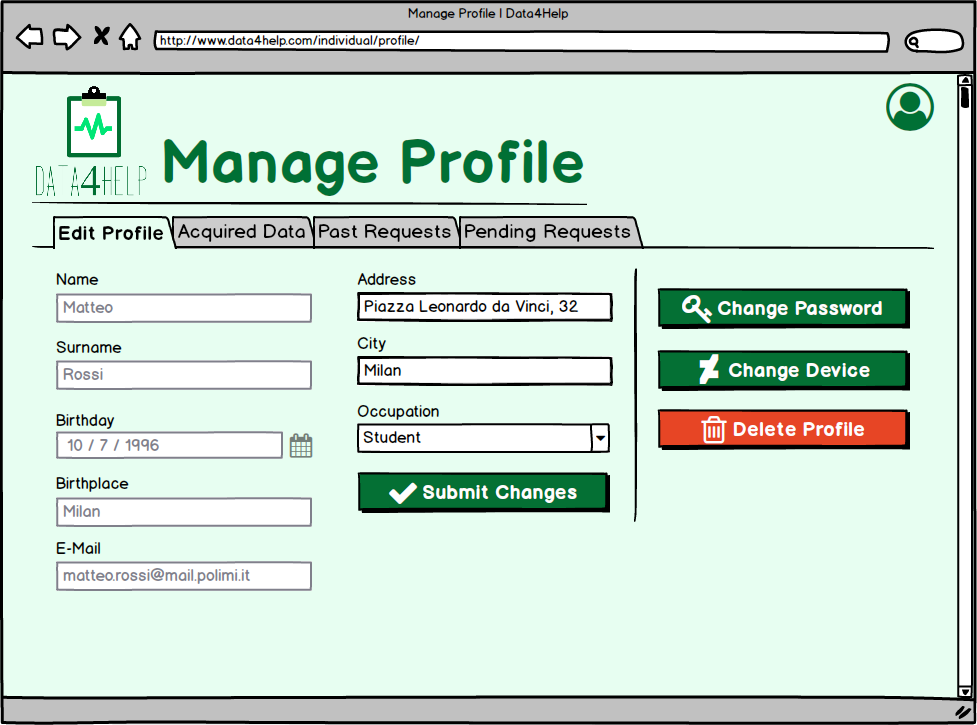 Manage Profile | Data4Help
http://www.data4help.com/individual/profile/
DATA4HELP
Manage Profile
Edit Profile
Acquired Data
Past Requests
Pending Requests
Name
Matteo
Surname
Rossi
Birthday
10 / 7 / 1996
Birthplace
Milan
E-Mail
matteo.rossi@mail.polimi.it
Address
Piazza Leonardo da Vinci, 32
City
Milan
Occupation
Student
Submit Changes
Change Password
Change Device
Delete Profile